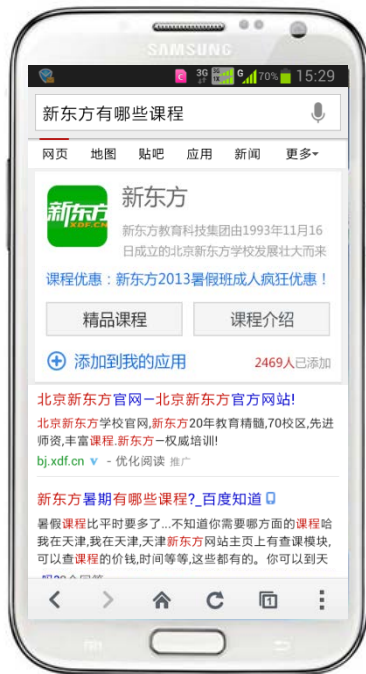 SAMSUNG
3G
70%
15:29
新东方有哪些课程
网页 地图 贴吧 应用 新闻 更多
新东方
XDF.CN
新东方
新东方教育科技集团由1993年11月16
日成立的北京新东方学校发展壮大而来
课程优惠：新东方2013暑假班成人疯狂优惠！
精品课程 课程介绍
添加到我的应用 2469人已添加
北京新东方官网—北京新东方官方网站!
北京新东方学校官网,新东方20年教育精髓,70校区,先进
师资,丰富课程.新东方—权威培训!
bj.xdf.cn v - 优化阅读 推广
新东方暑期有哪些课程?_百度知道
暑假课程比平时要多了...不知道你需要哪方面的课程哈
我在天津,我在天津,天津新东方网站主页上有查课模块,
可以查课程的价钱,时间等等,这些都有的。你可以到天
1